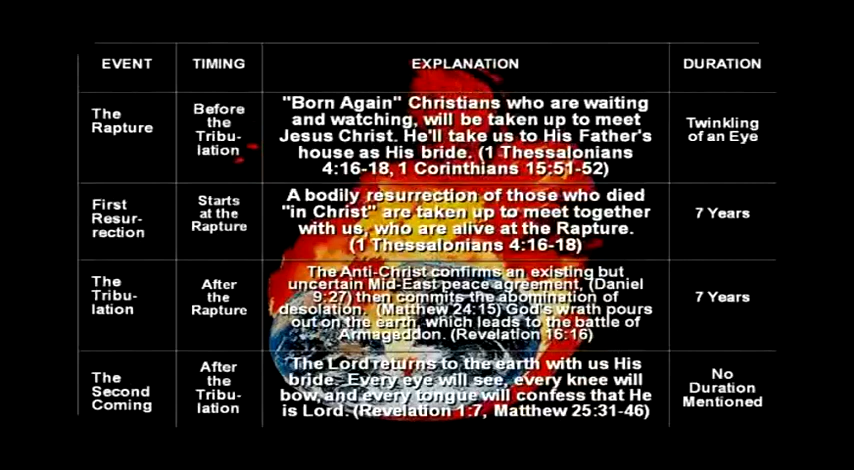 EVENT TIMING EXPLANATION DURATION
The
Rapture
Before
the
Tribu-
lation
"Born Again" Christians who are waiting
and watching, will be taken up to meet
Jesus Christ. He'll take us to His Father's
house as His bride. (1 Thessalonians
4:16-18, 1 Corinthians 15:51-52)
Twinkling
of an Eye
First
Resur-
rection
Starts
at the
Rapture
A bodily resurrection of those who died
"in Christ" are taken up to meet together
with us, who are alive at the Rapture.
(1 Thessalonians 4:16-18)
7 Years
The
Tribu-
lation
After
the
Rapture
The Anti-Christ confirms an existing but
uncertain Mid-East peace agreement, (Daniel
9:27) then commits the abomination of
desolation. (Matthew 24:15) God's wrath pours
out on the earth, which leads to the battle of
Armageddon. (Revelation 16:16)
7 Years
The
Second
Coming
After
the
Tribu-
lation
The Lord returns to the earth with us His
bride. Every eye will see, every knee will
bow, and every tongue will confess that He
is Lord. (Revelation 1:7, Matthew 25:31-46)
No
Duration
Mentioned